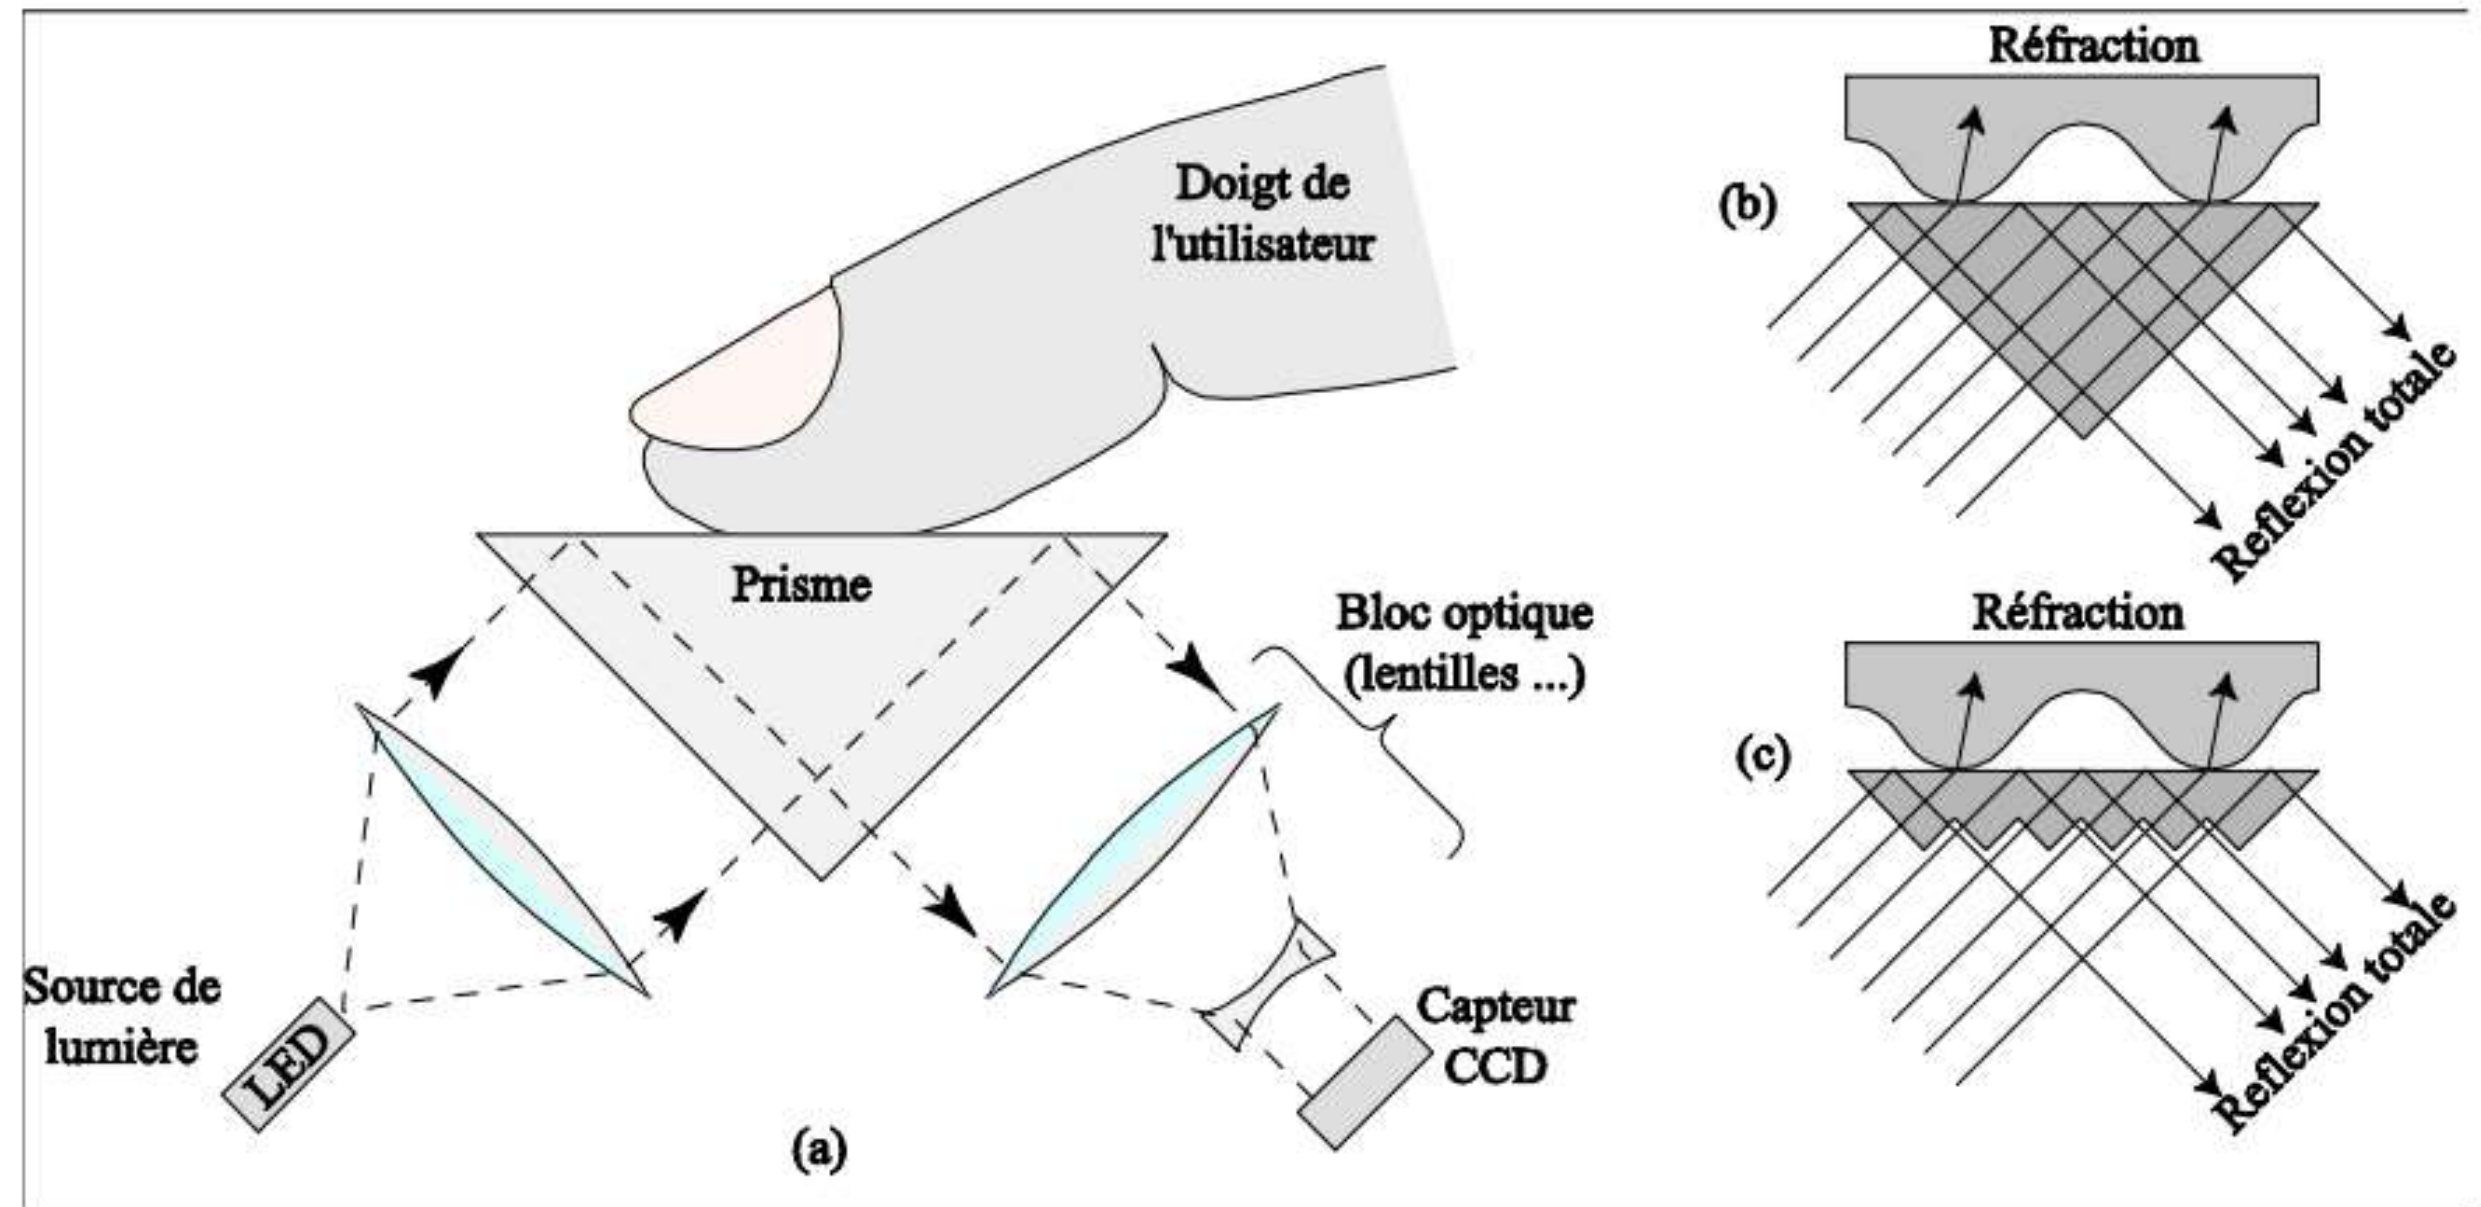 Doigt de
l'utilisateur
Prisme
Bloc optique
(lentilles ...)
Source de
lumière
LED
Capteur
CCD
(a)
Réfraction
(b)
Reflexion totale
Réfraction
(c)
Reflexion totale